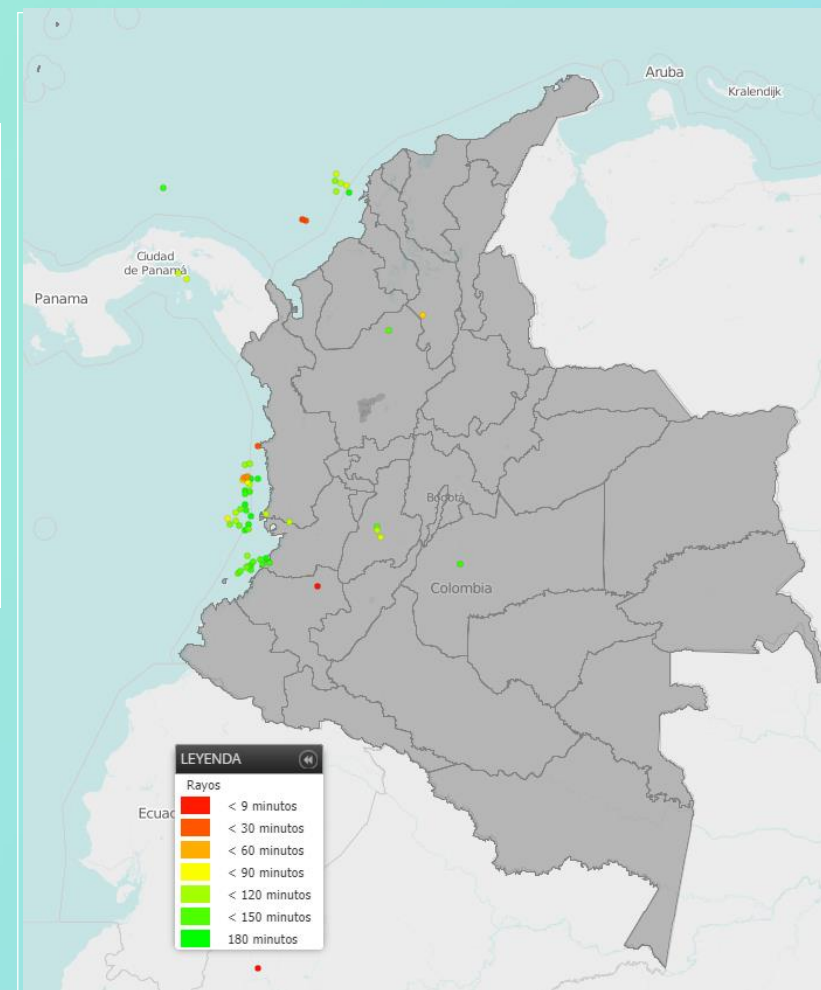 Aruba
Kralendijk
Ciudad
de Panamá
Panama
Bogotá
Colombia
LEYENDA
Rayos
Ecuac
< 9 minutos
< 30 minutos
< 60 minutos
< 90 minutos
< 120 minutos
< 150 minutos
180 minutos